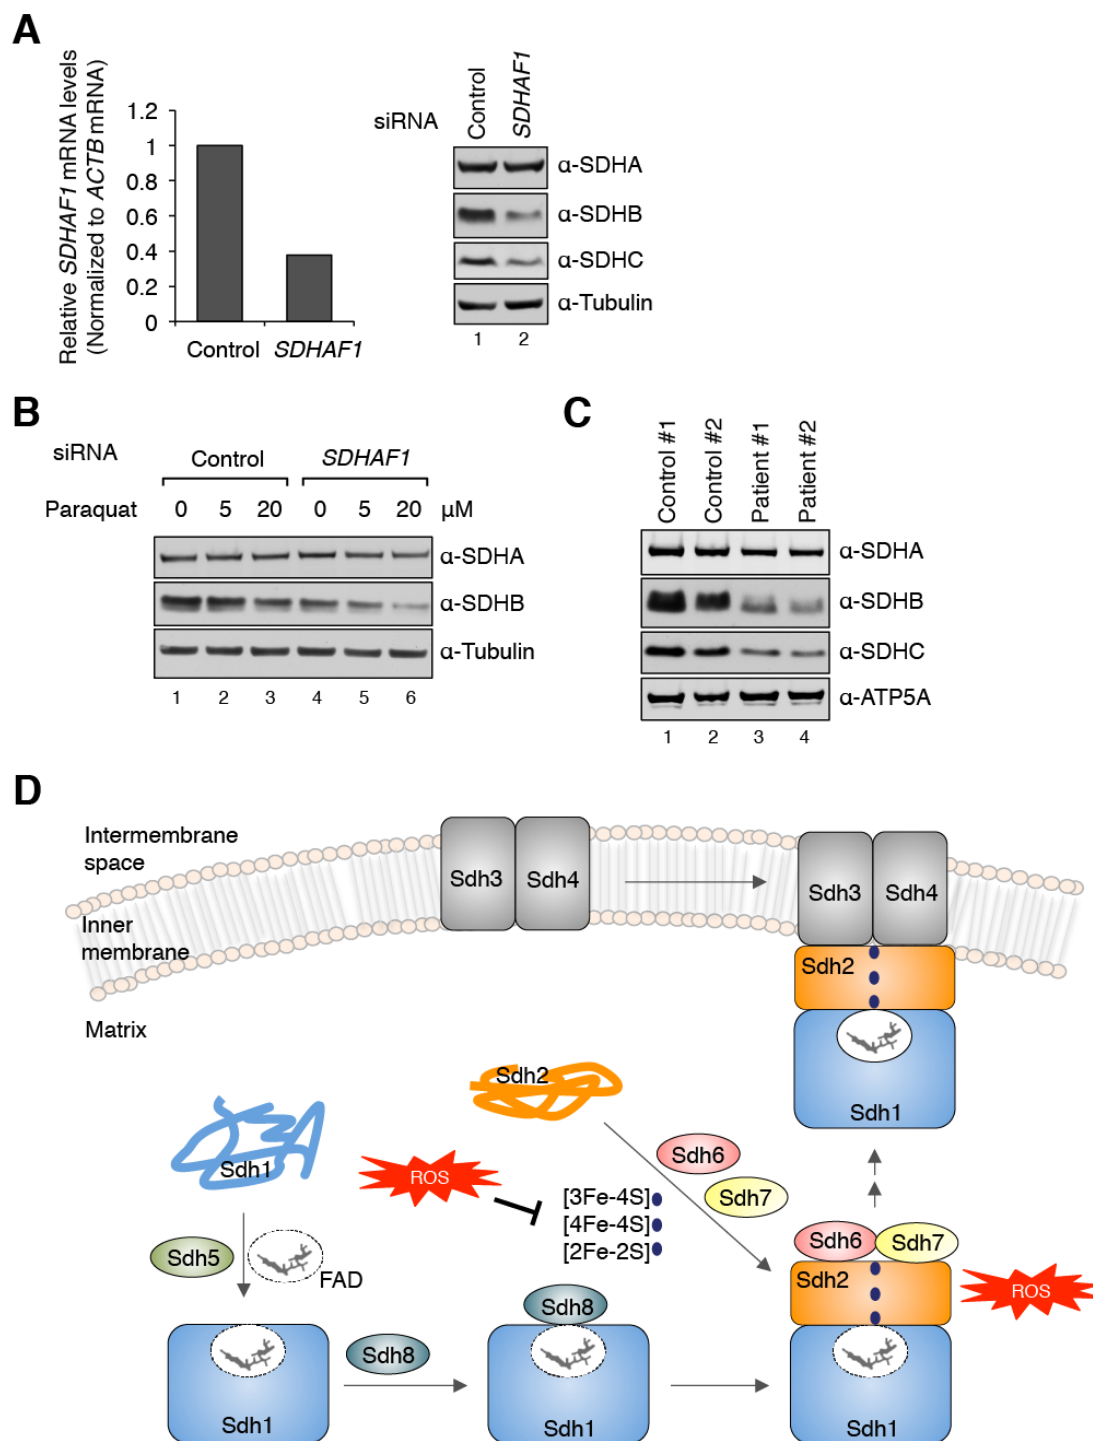 A
Relative SDHAF1 mRNA levels
(Normalized to ACTB mRNA)
1.2
1
0.8
0.6
0.4
0.2
0
Control SDHAF1
siRNA
Control
SDHAF1
α-SDHA
α-SDHB
α-SDHC
α-Tubulin
1 2
B
siRNA
Control SDHAF1
Paraquat 0 5 20 0 5 20 μM
α-SDHA
α-SDHB
α-Tubulin
1 2 3 4 5 6
C
Control #1
Control #2
Patient #1
Patient #2
α-SDHA
α-SDHB
α-SDHC
α-ATP5A
1 2 3 4
D
Intermembrane
space
Inner
membrane
Matrix
Sdh3 Sdh4
Sdh3 Sdh4
Sdh2
Sdh1
Sdh2
Sdh1
ROS
Sdh6
Sdh7
[3Fe-4S]
[4Fe-4S]
[2Fe-2S]
Sdh5
FAD
Sdh6 Sdh7
Sdh2
ROS
Sdh8
Sdh8
Sdh1
Sdh1
Sdh1